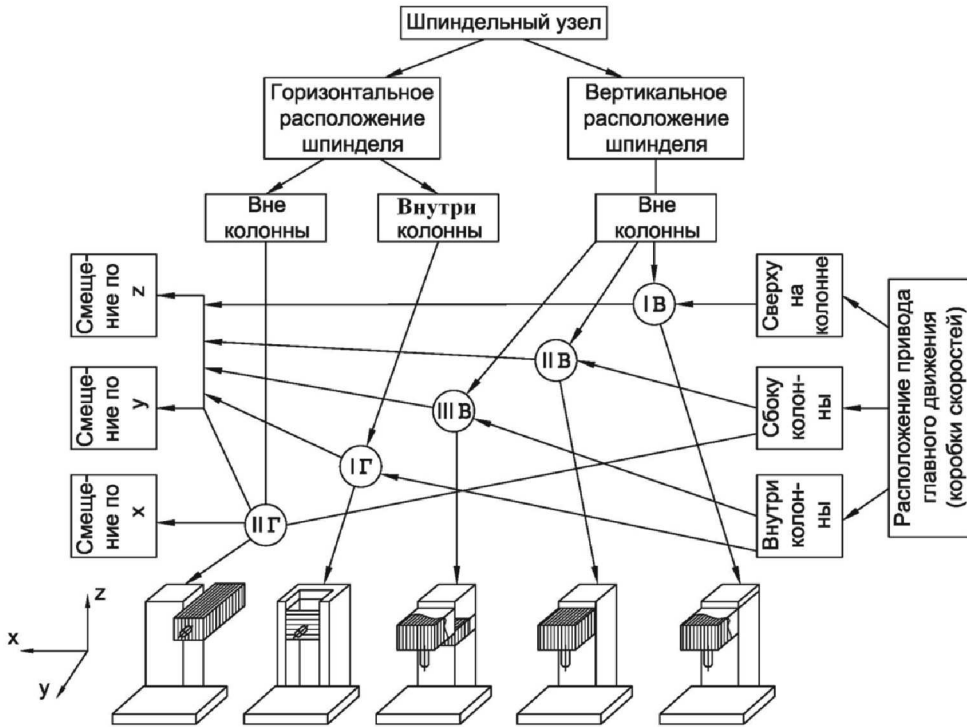 Шпиндельный узел
Горизонтальное
расположение
шпинделя
Вертикальное
расположение
шпинделя
Вне
колонны
Внутри
колонны
Вне
колонны
Смеще-
ние по
z
Смеще-
ние по
y
Смеще-
ние по
x
I В
II В
III В
I Г
II Г
Сверху
на
колонне
Сбоку
колон-
ны
Внутри
колон-
ны
Расположение привода
главного движения
(коробки скоростей)
z
x
y